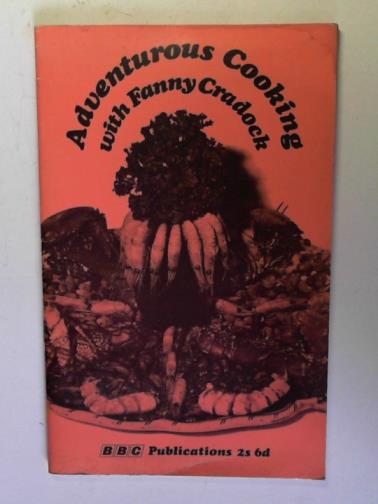 Adventurous Cooking
with Fanny Cradock
BBC Publications 2s 6d